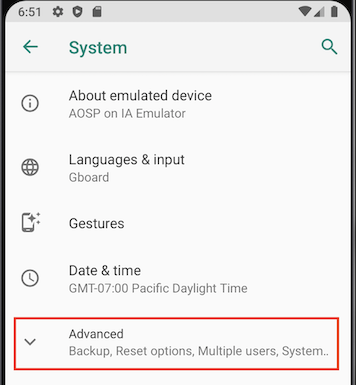 6:51
System
About emulated device
AOSP on IA Emulator
Languages & input
Gboard
Gestures
Date & time
GMT-07:00 Pacific Daylight Time
Advanced
Backup, Reset options, Multiple users, System..